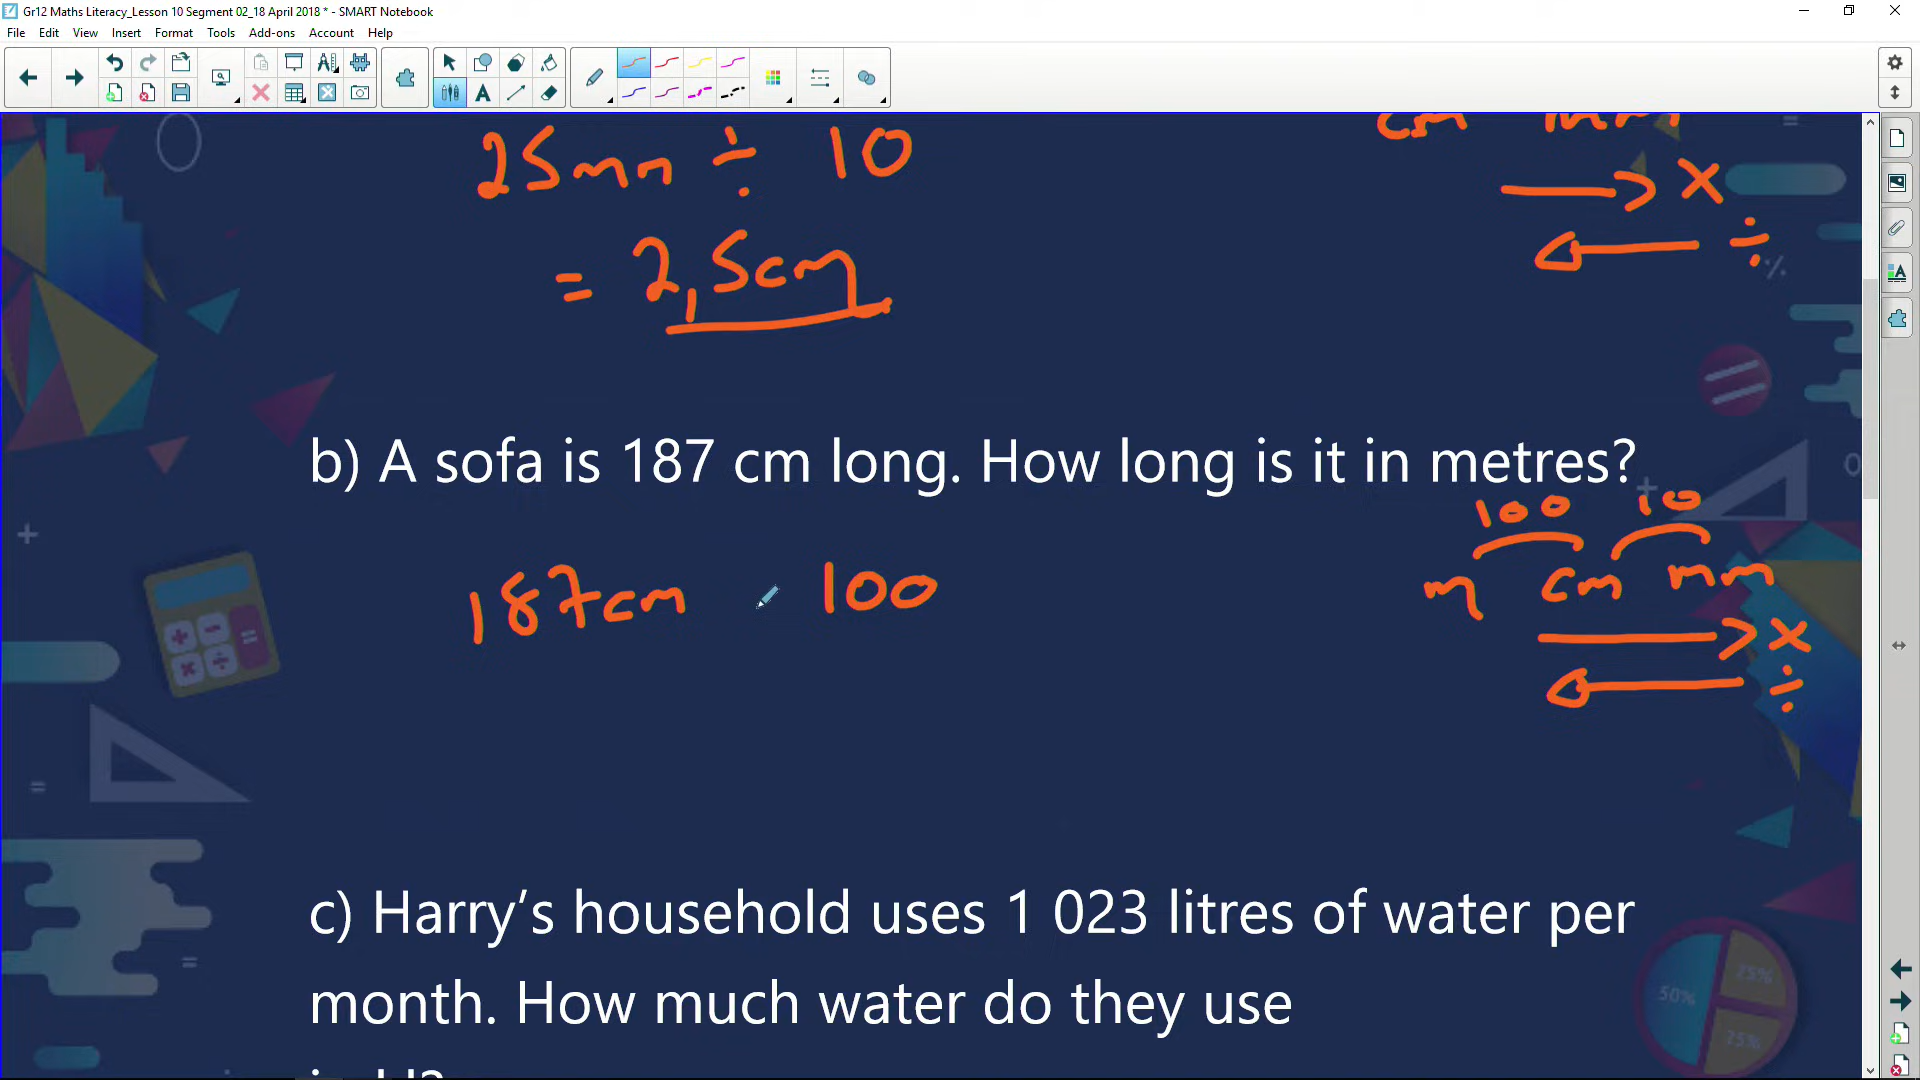 Gr12 Maths Literacy_Lesson 10 Segment 02_18 April 2018 * - SMART Notebook
File Edit View Insert Format Tools Add-ons Account Help
cm mm
25mm ÷ 10
→ ×
← ÷
= 2,5cm
b) A sofa is 187 cm long. How long is it in metres?
100 10
m cm mm
187cm 100
→ ×
← ÷
c) Harry’s household uses 1 023 litres of water per
month. How much water do they use
50% 25%
25%